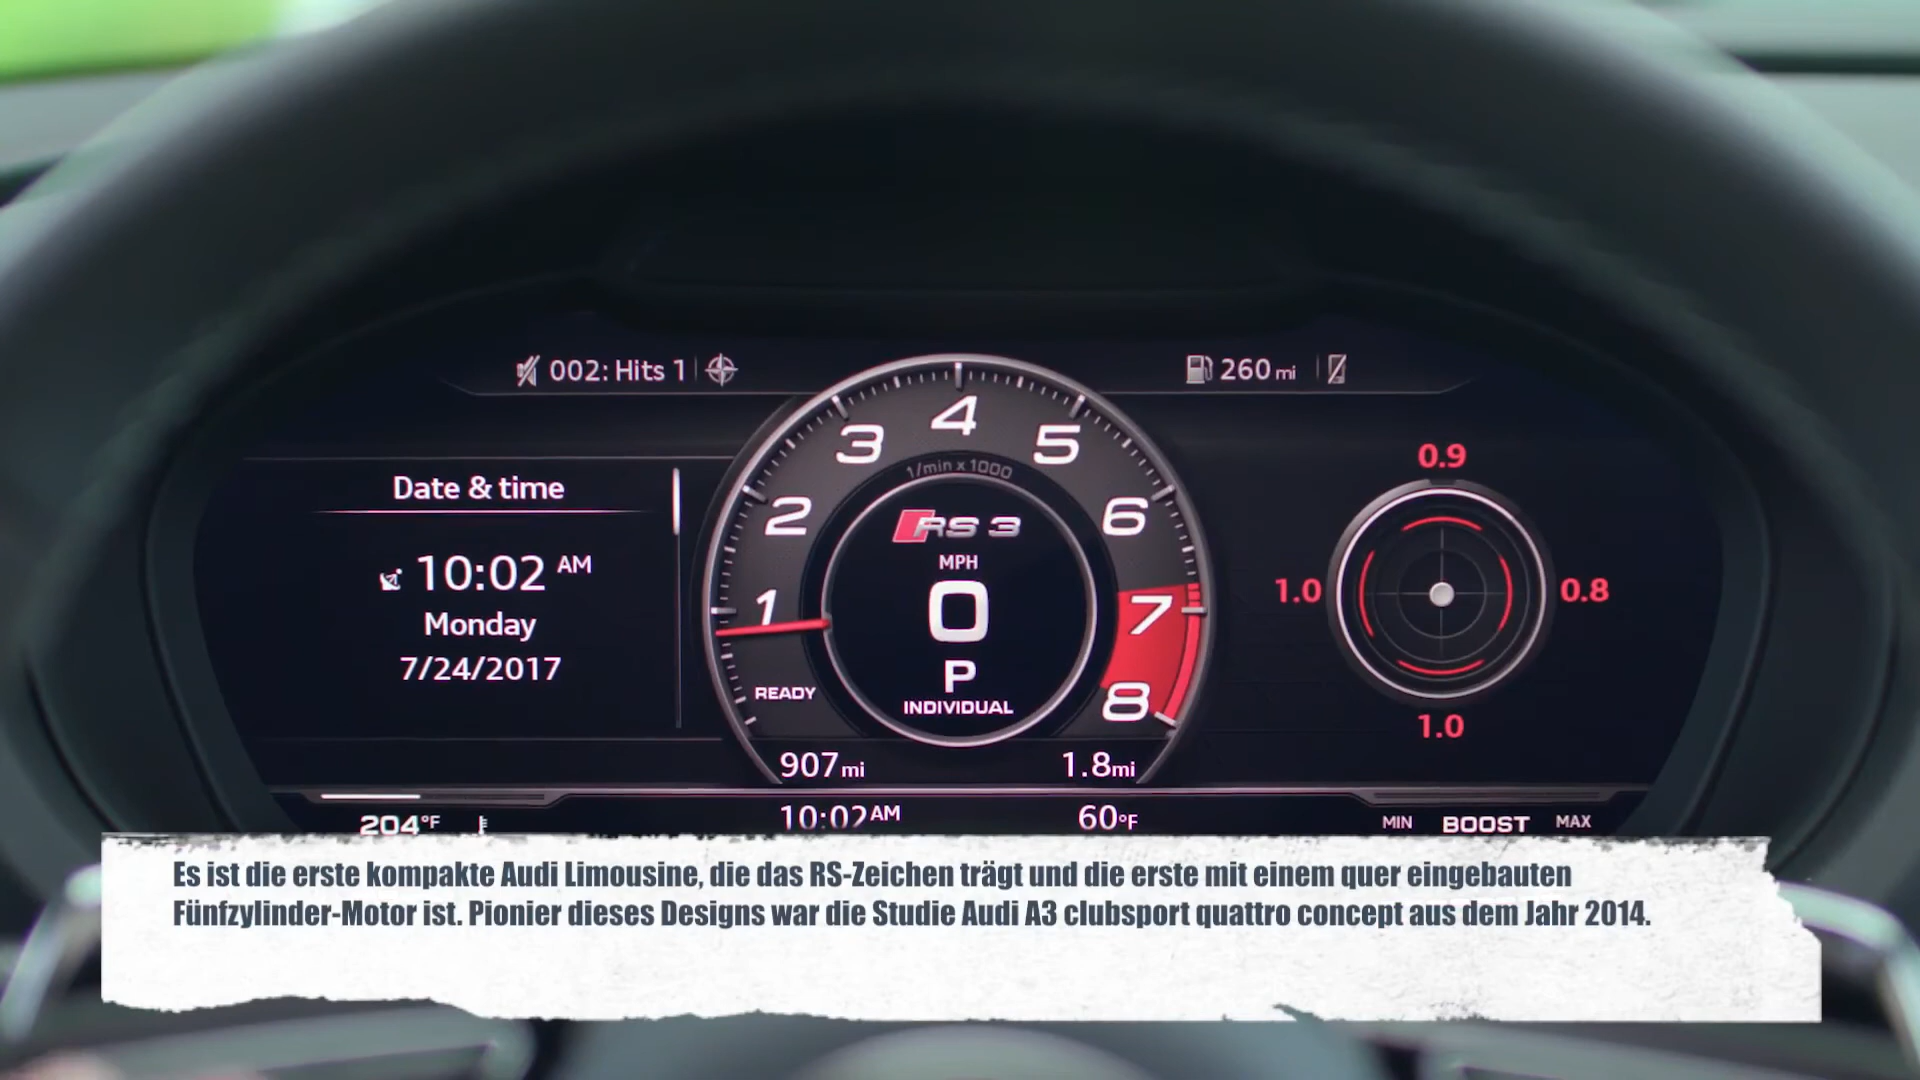 002: Hits 1
260 mi
Date & time
10:02 AM
Monday
7/24/2017
1 2 3 4 5 6 7 8
1/min x 1000
RS 3
MPH
0
P
INDIVIDUAL
READY
907 mi
1.8 mi
0.9
1.0
0.8
1.0
204°F
10:02 AM
60°F
MIN BOOST MAX
Es ist die erste kompakte Audi Limousine, die das RS-Zeichen trägt und die erste mit einem quer eingebauten
Fünfzylinder-Motor ist. Pionier dieses Designs war die Studie Audi A3 clubsport quattro concept aus dem Jahr 2014.